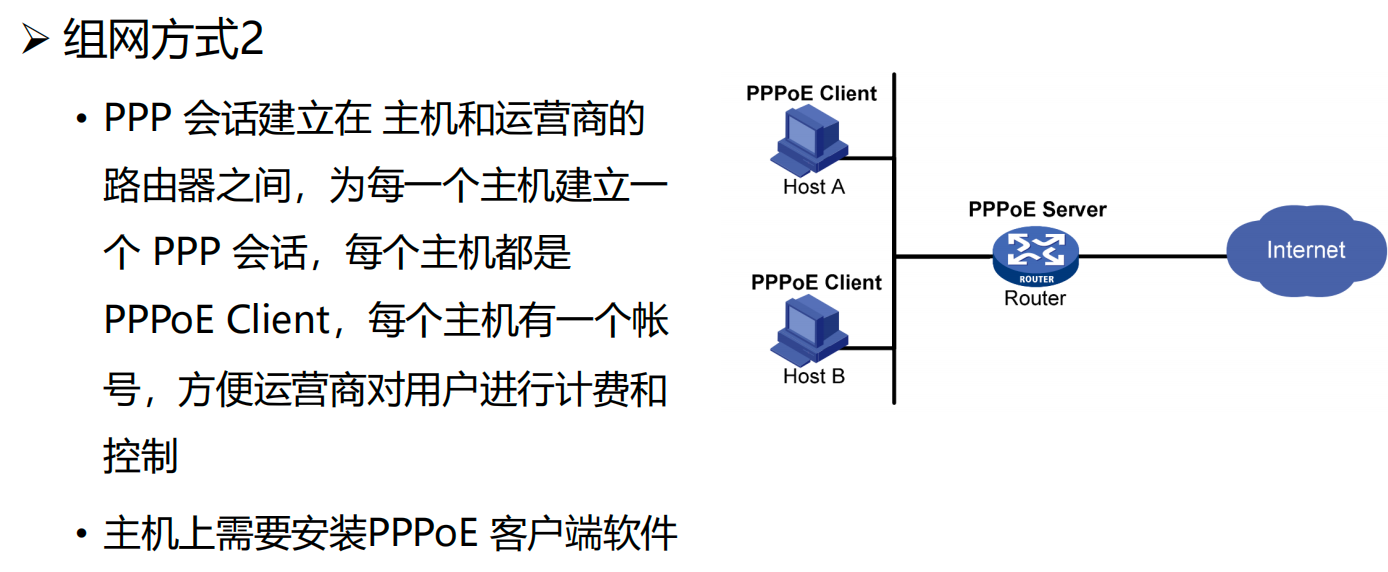 ➢ 组网方式2
• PPP 会话建立在 主机和运营商的
路由器之间，为每一个主机建立一
个 PPP 会话，每个主机都是
PPPoE Client，每个主机有一个帐
号，方便运营商对用户进行计费和
控制
• 主机上需要安装PPPoE 客户端软件
PPPoE Client
Host A
PPPoE Server
ROUTER
Router
Internet
PPPoE Client
Host B